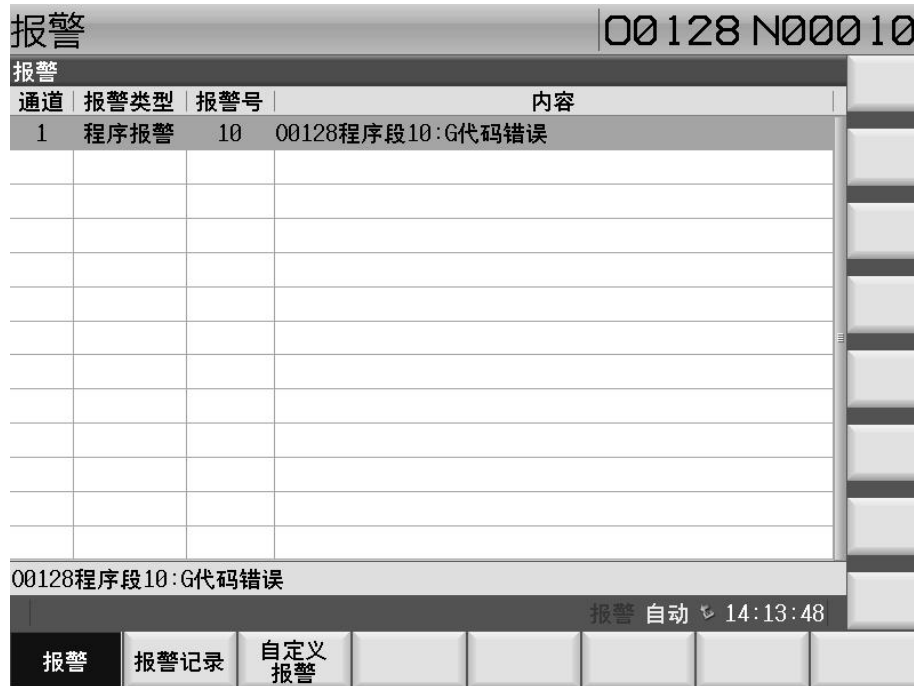 报警 O0128 N00010
报警
通道 报警类型 报警号 内容
1 程序报警 10 O0128程序段10:G代码错误
O0128程序段10:G代码错误
报警 自动 14:13:48
报警 报警记录 自定义
报警